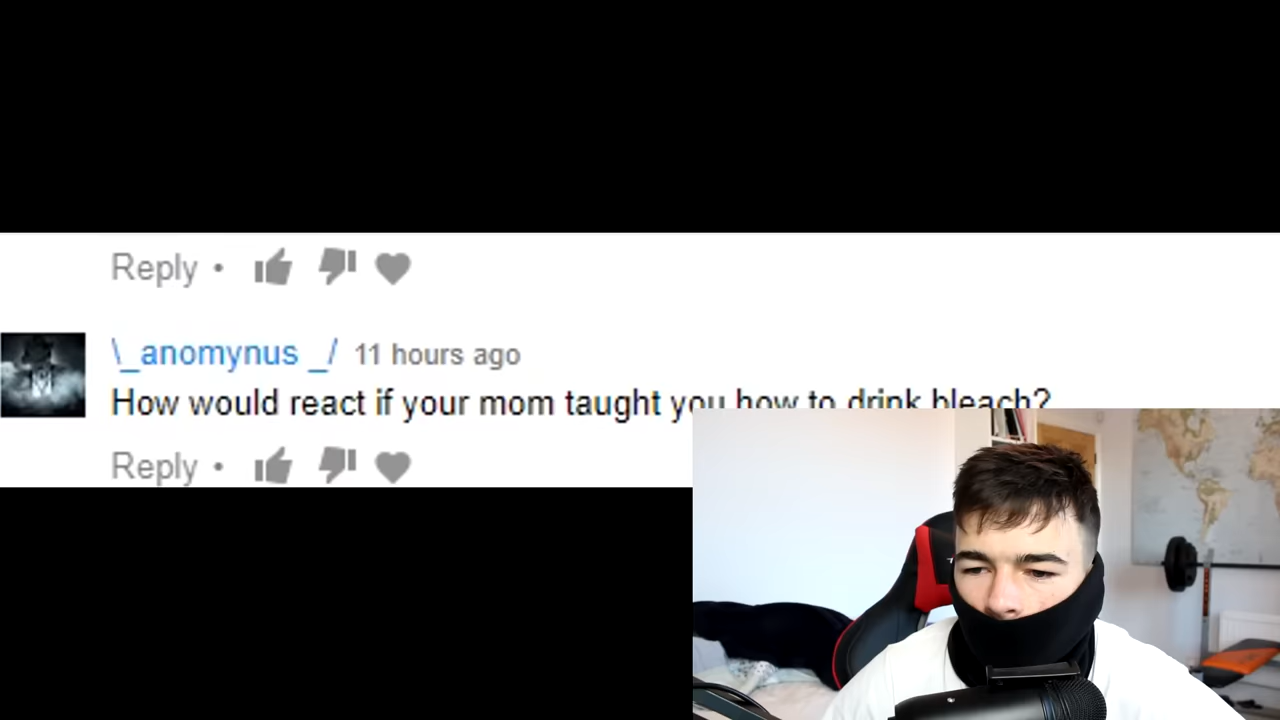 Reply •
\_anomynus _/ 11 hours ago
How would react if your mom taught you how to drink bleach?
Reply •